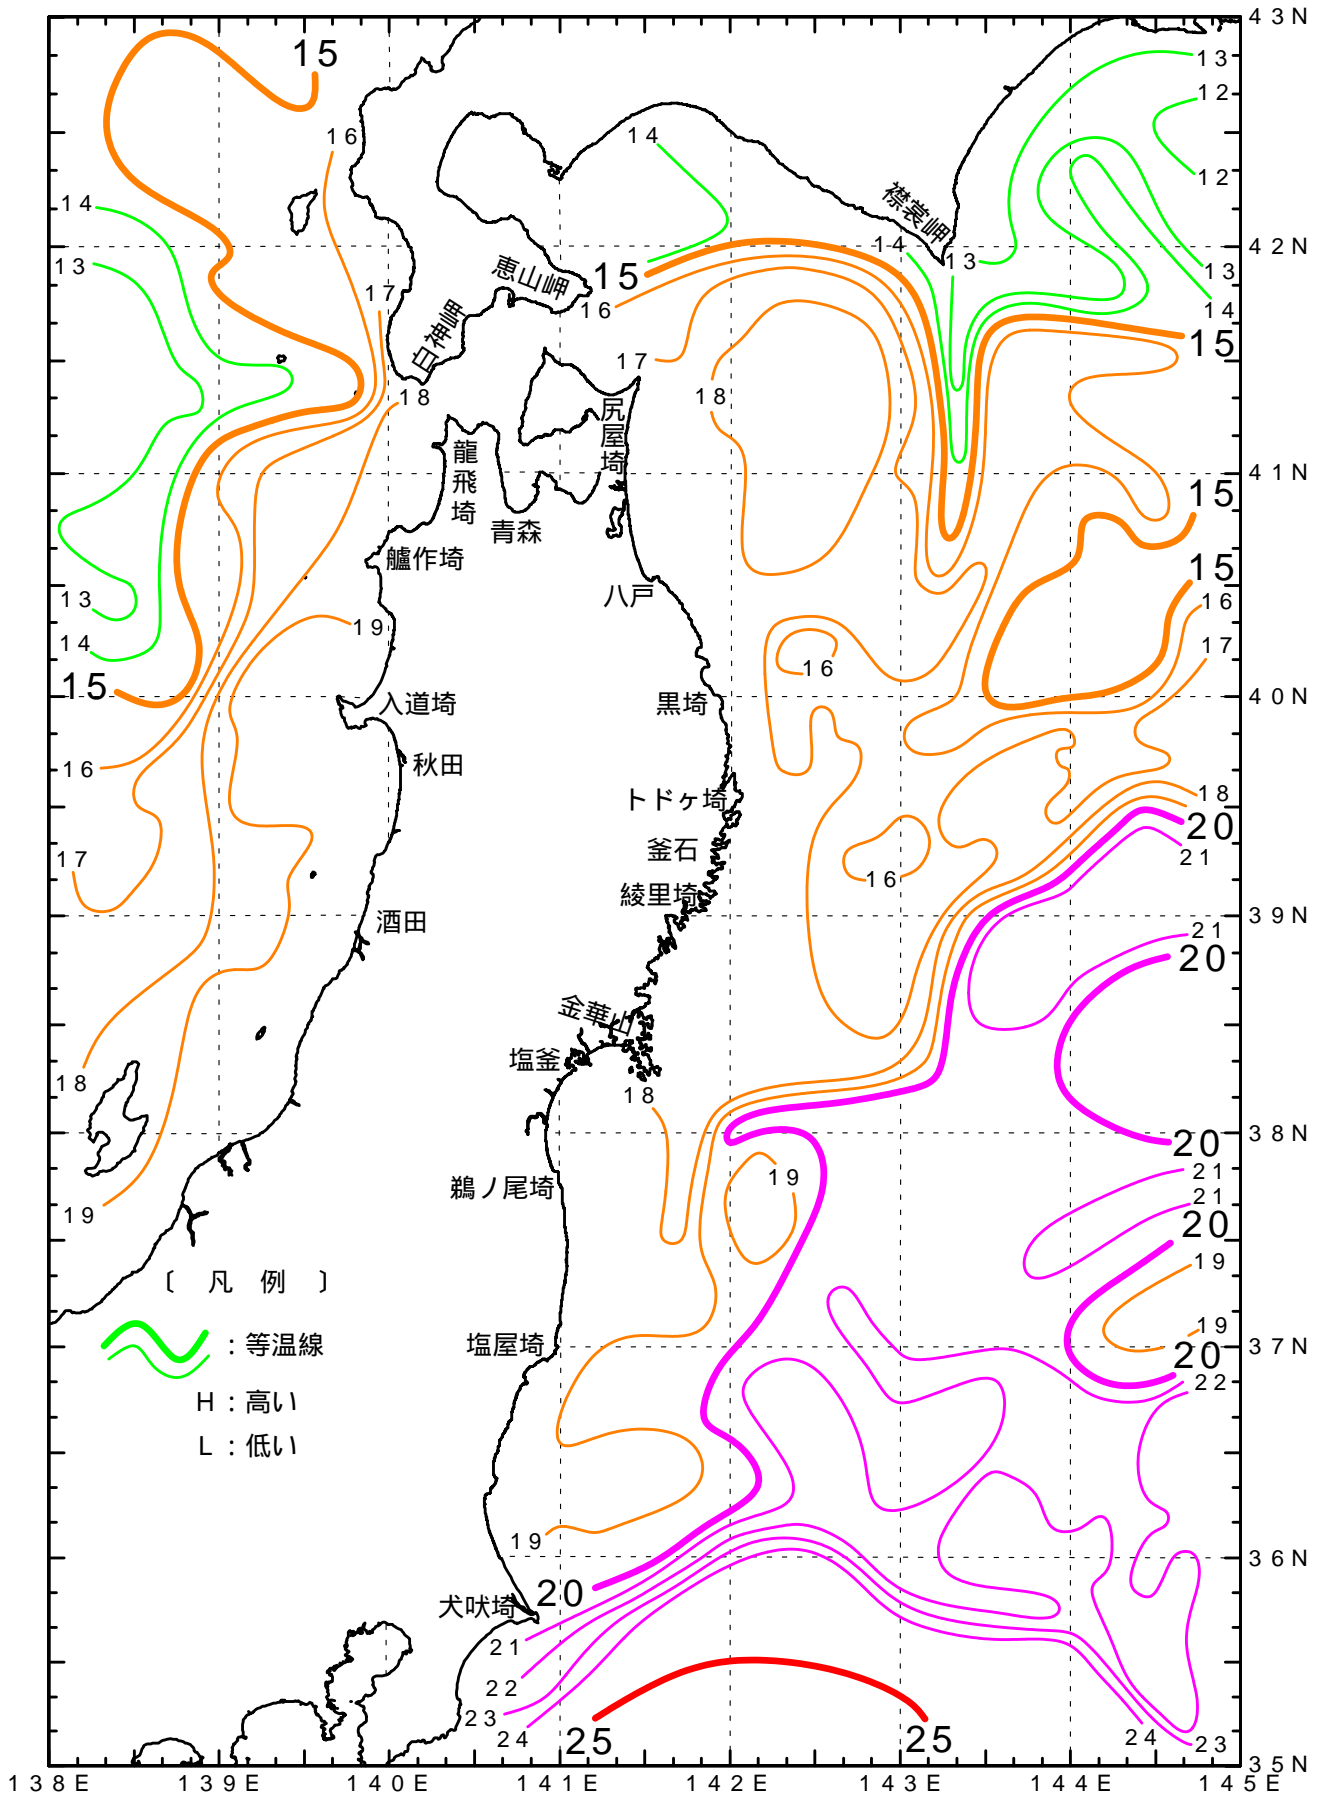 43N
15
13
12
16
14
12
14
襟裳岬
42N
14
13
13
恵山岬
15
13
17
16
14
白神岬
15
17
18
18
尻屋埼
龍飛埼
41N
15
青森
艫作埼
15
13
八戸
16
19
14
17
16
15
入道埼
黒埼
40N
16
秋田
18
トドヶ埼
20
釜石
21
17
16
綾里埼
酒田
39N
21
20
金華山
塩釜
18
18
38N
20
21
19
鵜ノ尾埼
21
19
20
19
〔 凡 例 〕
19
:等温線
塩屋埼
20
37N
22
H:高い
L:低い
19
36N
20
犬吠埼
21
22
23
24
25
25
24
23
35N
138E
139E
140E
141E
142E
143E
144E
145E